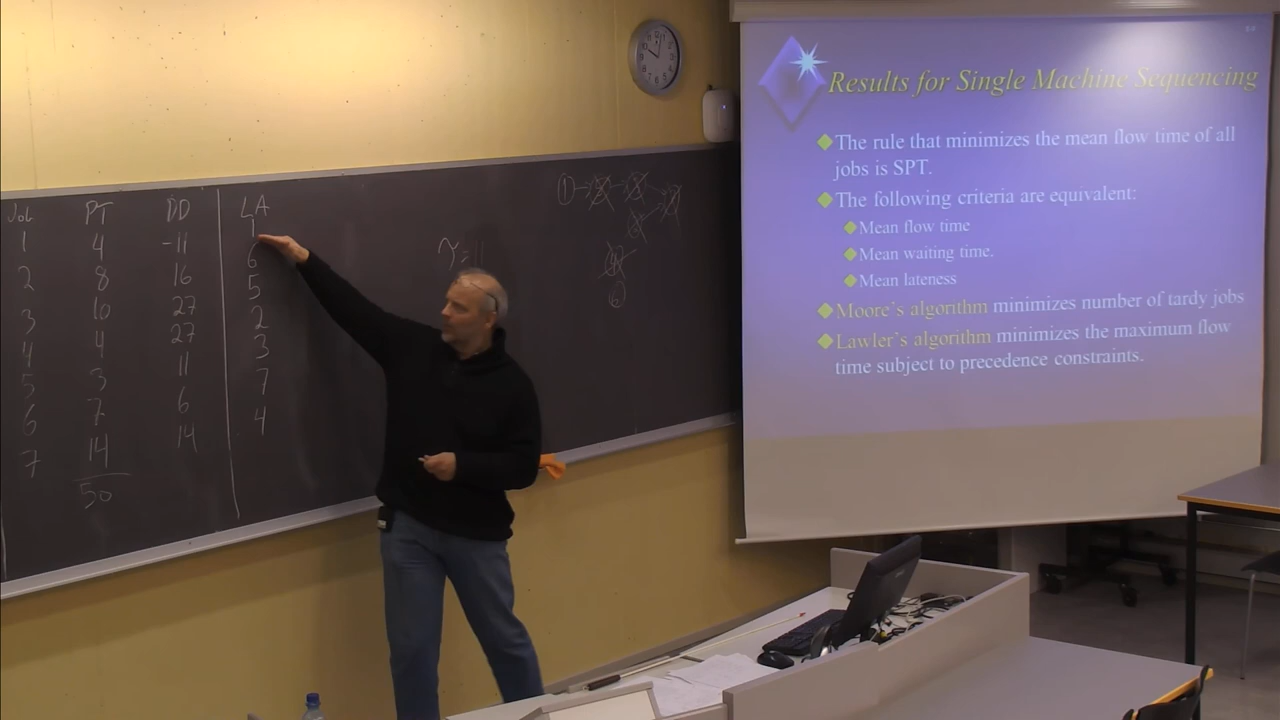 Job PT DD LA
1 4 -11 1
2 8 16 6
3 10 27 5
4 4 27 2
5 3 11 3
6 7 6 7
7 14 14 4
50
1
Results for Single Machine Sequencing
The rule that minimizes the mean flow time of all
jobs is SPT.
The following criteria are equivalent:
Mean flow time
Mean waiting time.
Mean lateness
Moore's algorithm minimizes number of tardy jobs
Lawler's algorithm minimizes the maximum flow
time subject to precedence constraints.